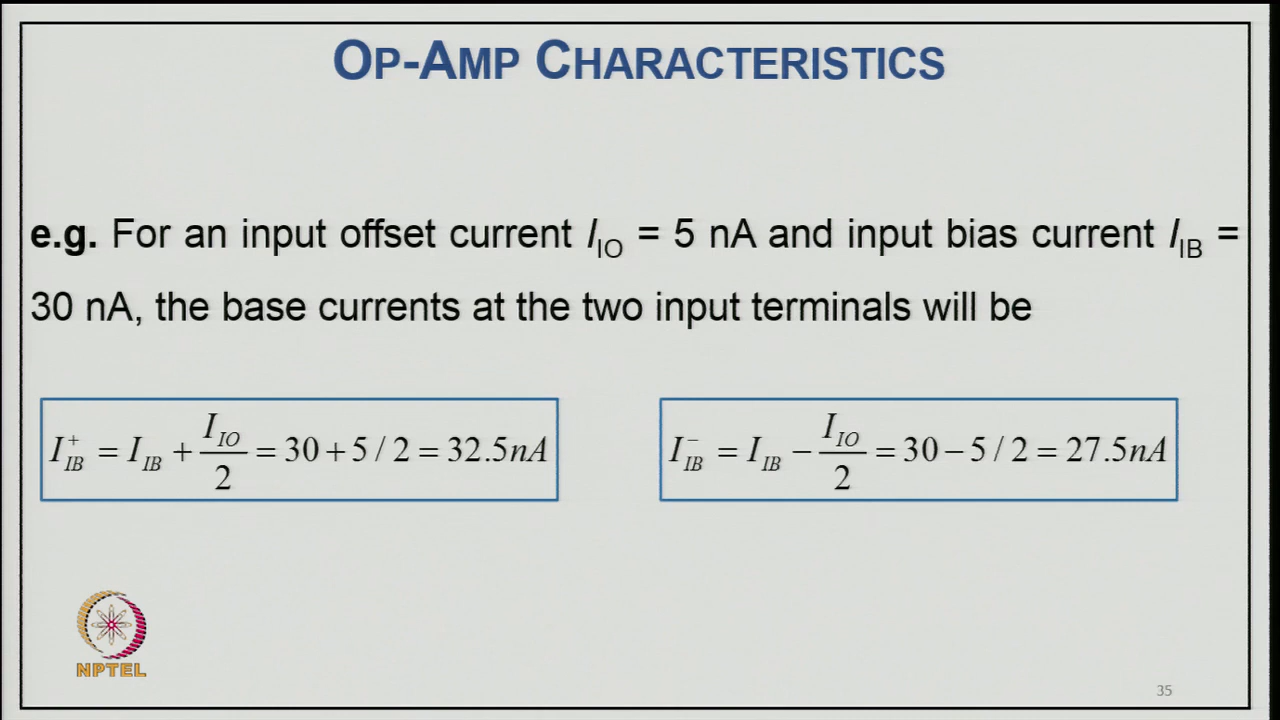 OP-AMP CHARACTERISTICS
e.g. For an input offset current I_IO = 5 nA and input bias current I_IB =
30 nA, the base currents at the two input terminals will be
I_IB^+ = I_IB + I_IO/2 = 30 + 5 / 2 = 32.5nA
I_IB^- = I_IB − I_IO/2 = 30 − 5 / 2 = 27.5nA
NPTEL
35